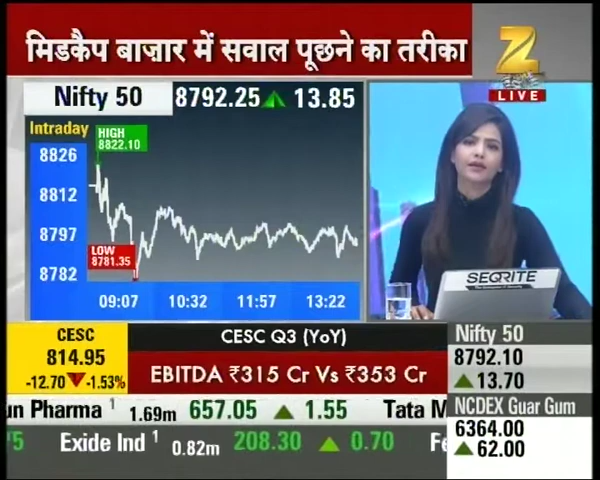 मिडकैप बाज़ार में सवाल पूछने का तरीका
Z
LIVE
Nifty 50 8792.25 ▲ 13.85
Intraday
HIGH
8822.10
8826
8812
8797
8782
LOW
8781.35
09:07 10:32 11:57 13:22
SEQRITE
CESC
814.95
-12.70 ▼ -1.53%
CESC Q3 (YoY)
EBITDA ₹315 Cr Vs ₹353 Cr
Nifty 50
8792.10
▲ 13.70
NCDEX Guar Gum
6364.00
▲ 62.00
un Pharma 1 1.69m 657.05 ▲ 1.55 Tata M
5 Exide Ind 1 0.82m 208.30 ▲ 0.70 Fe